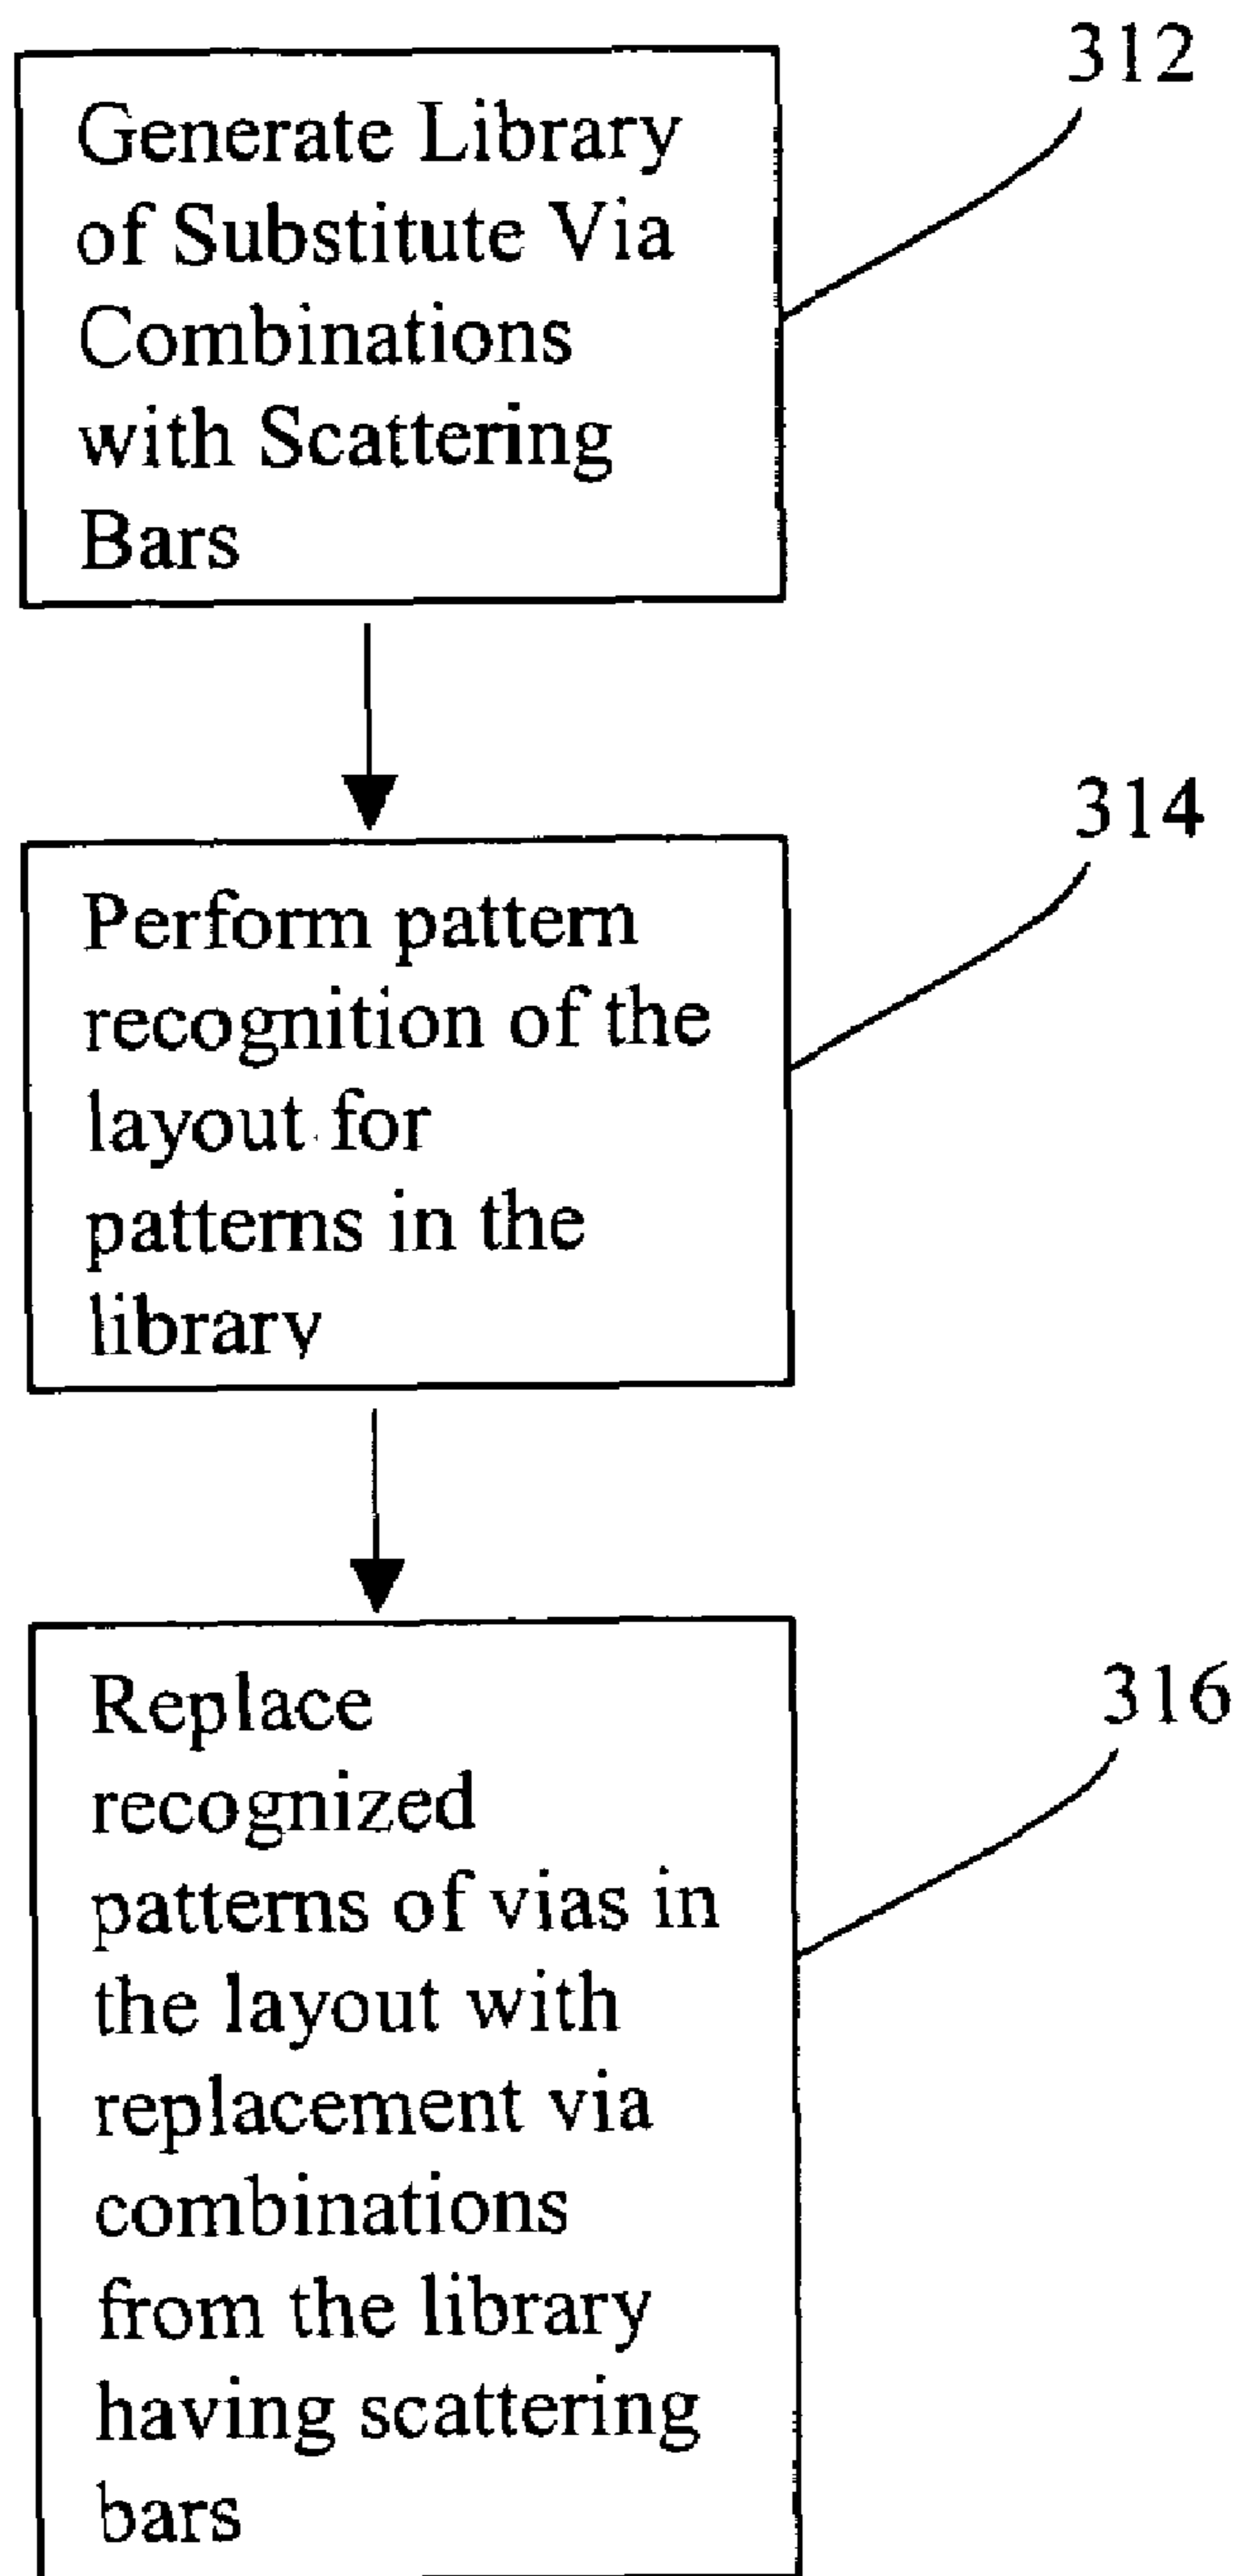 312
Generate Library
of Substitute Via
Combinations
with Scattering
Bars
314
Perform pattern
recognition of the
layout for
patterns in the
library
316
Replace
recognized
patterns of vias in
the layout with
replacement via
combinations
from the library
having scattering
bars